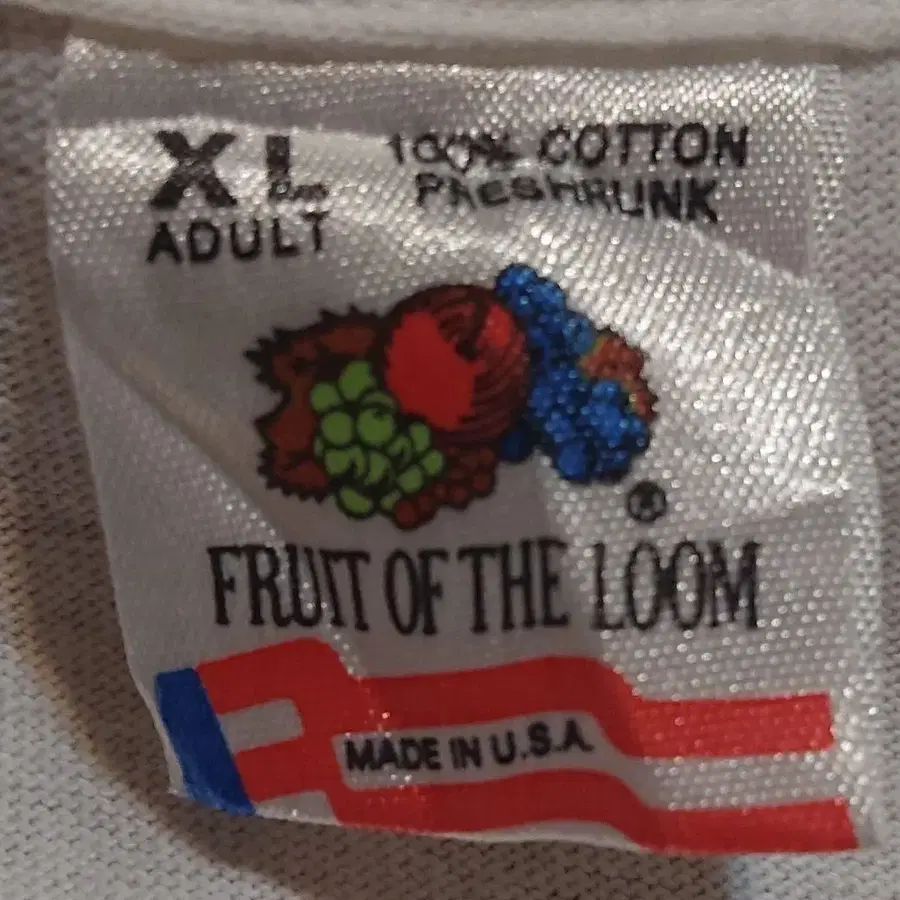 XL
ADULT
100% COTTON
PRESHRUNK
®
FRUIT OF THE LOOM
MADE IN U.S.A.